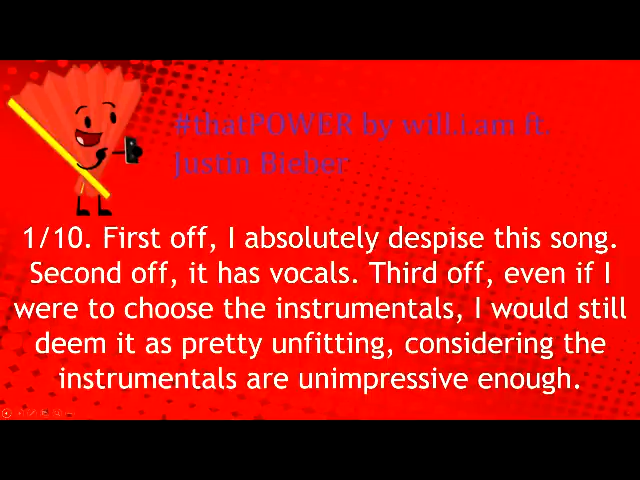 #thatPOWER by will.i.am ft.
Justin Bieber
1/10. First off, I absolutely despise this song.
Second off, it has vocals. Third off, even if I
were to choose the instrumentals, I would still
deem it as pretty unfitting, considering the
instrumentals are unimpressive enough.